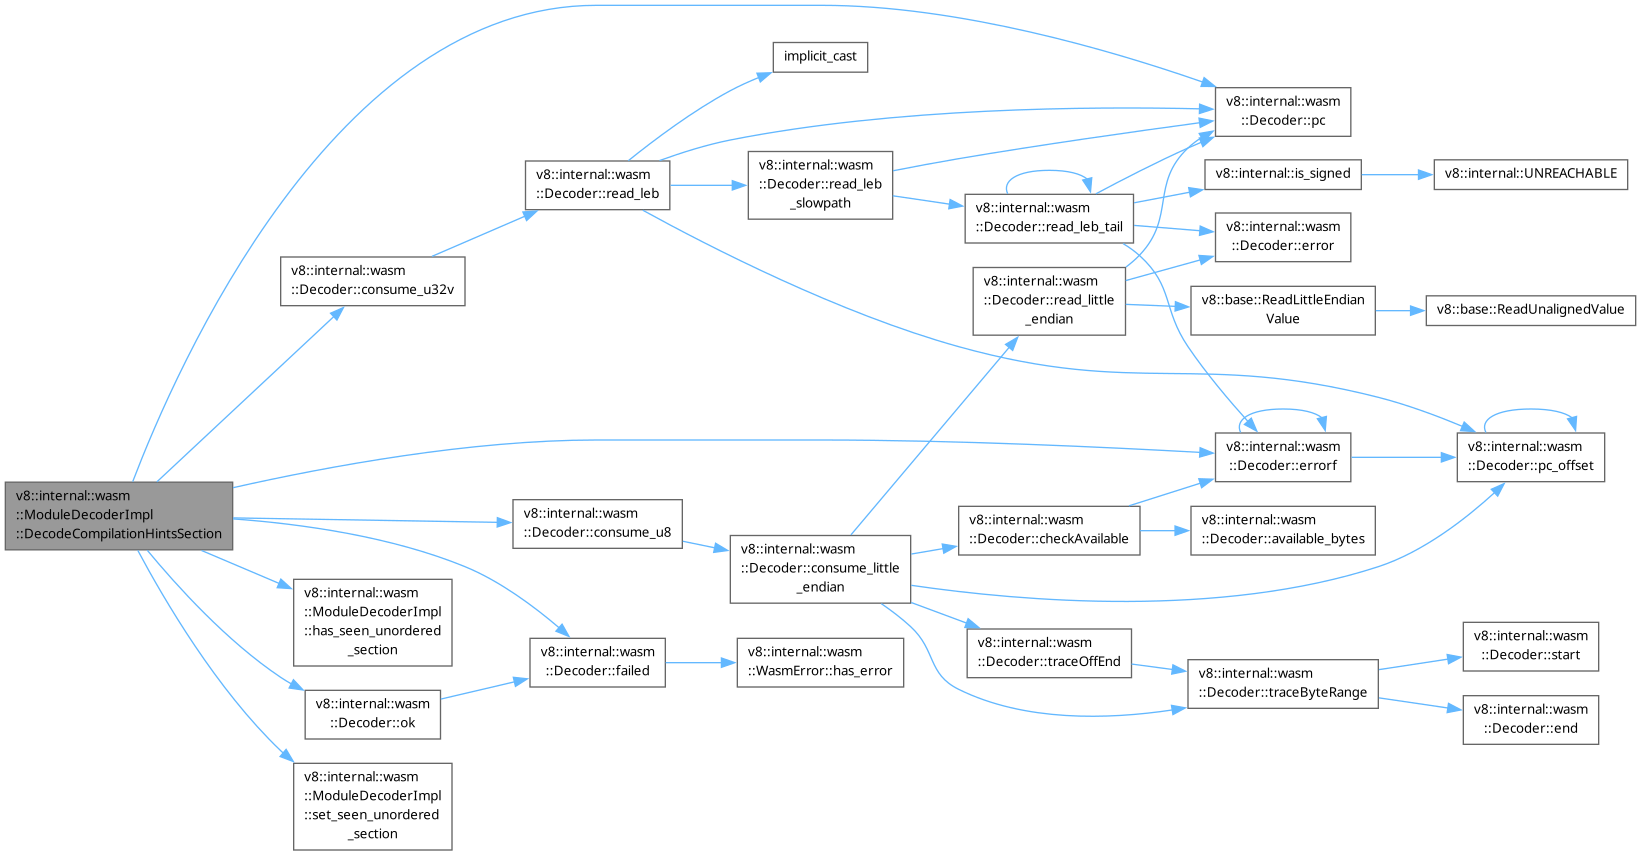 implicit_cast
v8::internal::wasm
::Decoder::pc
v8::internal::wasm
::Decoder::read_leb
_slowpath
v8::internal::wasm
::Decoder::read_leb
v8::internal::is_signed
v8::internal::UNREACHABLE
v8::internal::wasm
::Decoder::read_leb_tail
v8::internal::wasm
::Decoder::error
v8::internal::wasm
::Decoder::consume_u32v
v8::internal::wasm
::Decoder::read_little
_endian
v8::base::ReadLittleEndian
Value
v8::base::ReadUnalignedValue
v8::internal::wasm
::Decoder::errorf
v8::internal::wasm
::Decoder::pc_offset
v8::internal::wasm
::ModuleDecoderImpl
::DecodeCompilationHintsSection
v8::internal::wasm
::Decoder::consume_u8
v8::internal::wasm
::Decoder::checkAvailable
v8::internal::wasm
::Decoder::available_bytes
v8::internal::wasm
::Decoder::consume_little
_endian
v8::internal::wasm
::ModuleDecoderImpl
::has_seen_unordered
_section
v8::internal::wasm
::Decoder::failed
v8::internal::wasm
::WasmError::has_error
v8::internal::wasm
::Decoder::traceOffEnd
v8::internal::wasm
::Decoder::traceByteRange
v8::internal::wasm
::Decoder::start
v8::internal::wasm
::Decoder::ok
v8::internal::wasm
::Decoder::end
v8::internal::wasm
::ModuleDecoderImpl
::set_seen_unordered
_section